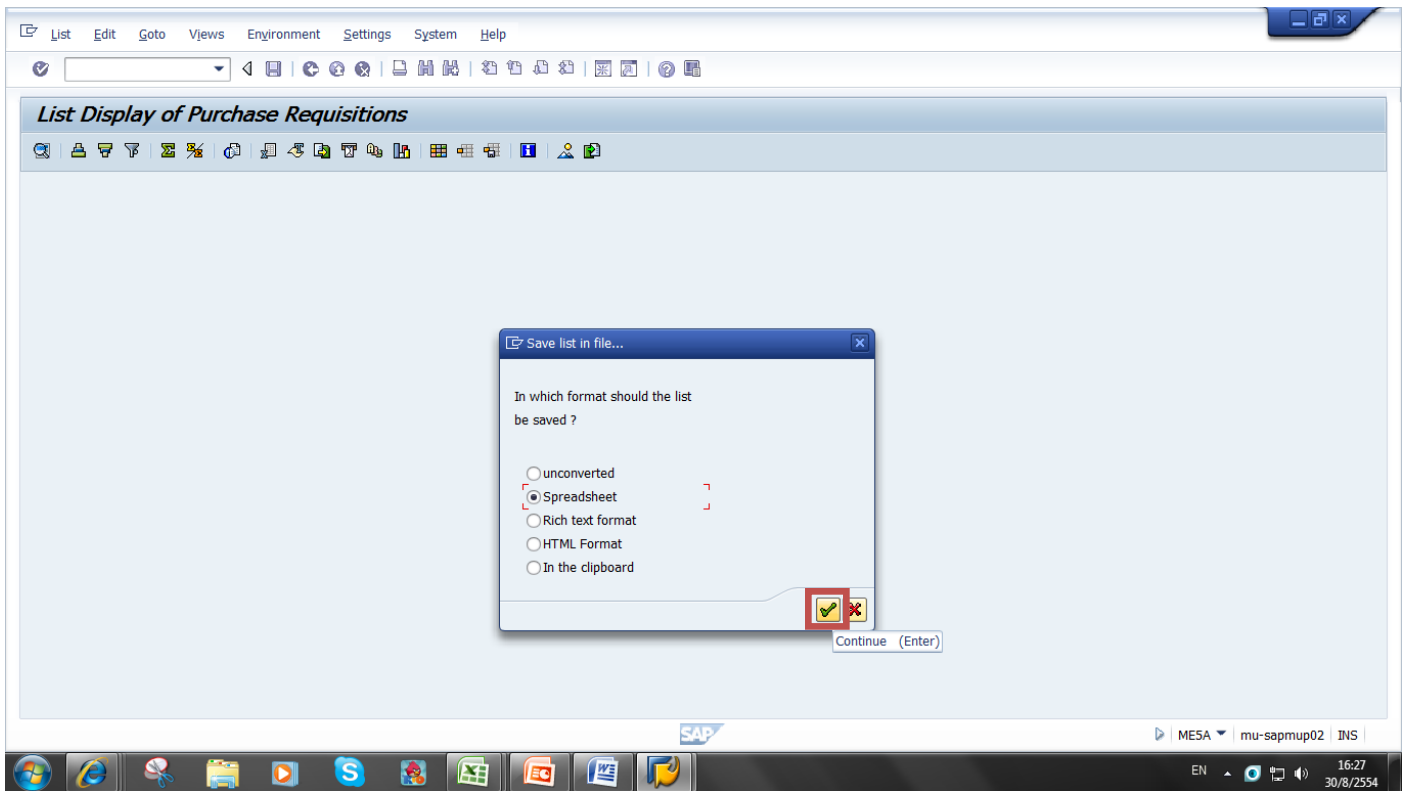 List Edit Goto Views Environment Settings System Help
List Display of Purchase Requisitions
Save list in file...
In which format should the list
be saved ?
unconverted
Spreadsheet
Rich text format
HTML Format
In the clipboard
Continue (Enter)
SAP
ME5A mu-sapmup02 INS
EN 16:27
30/8/2554